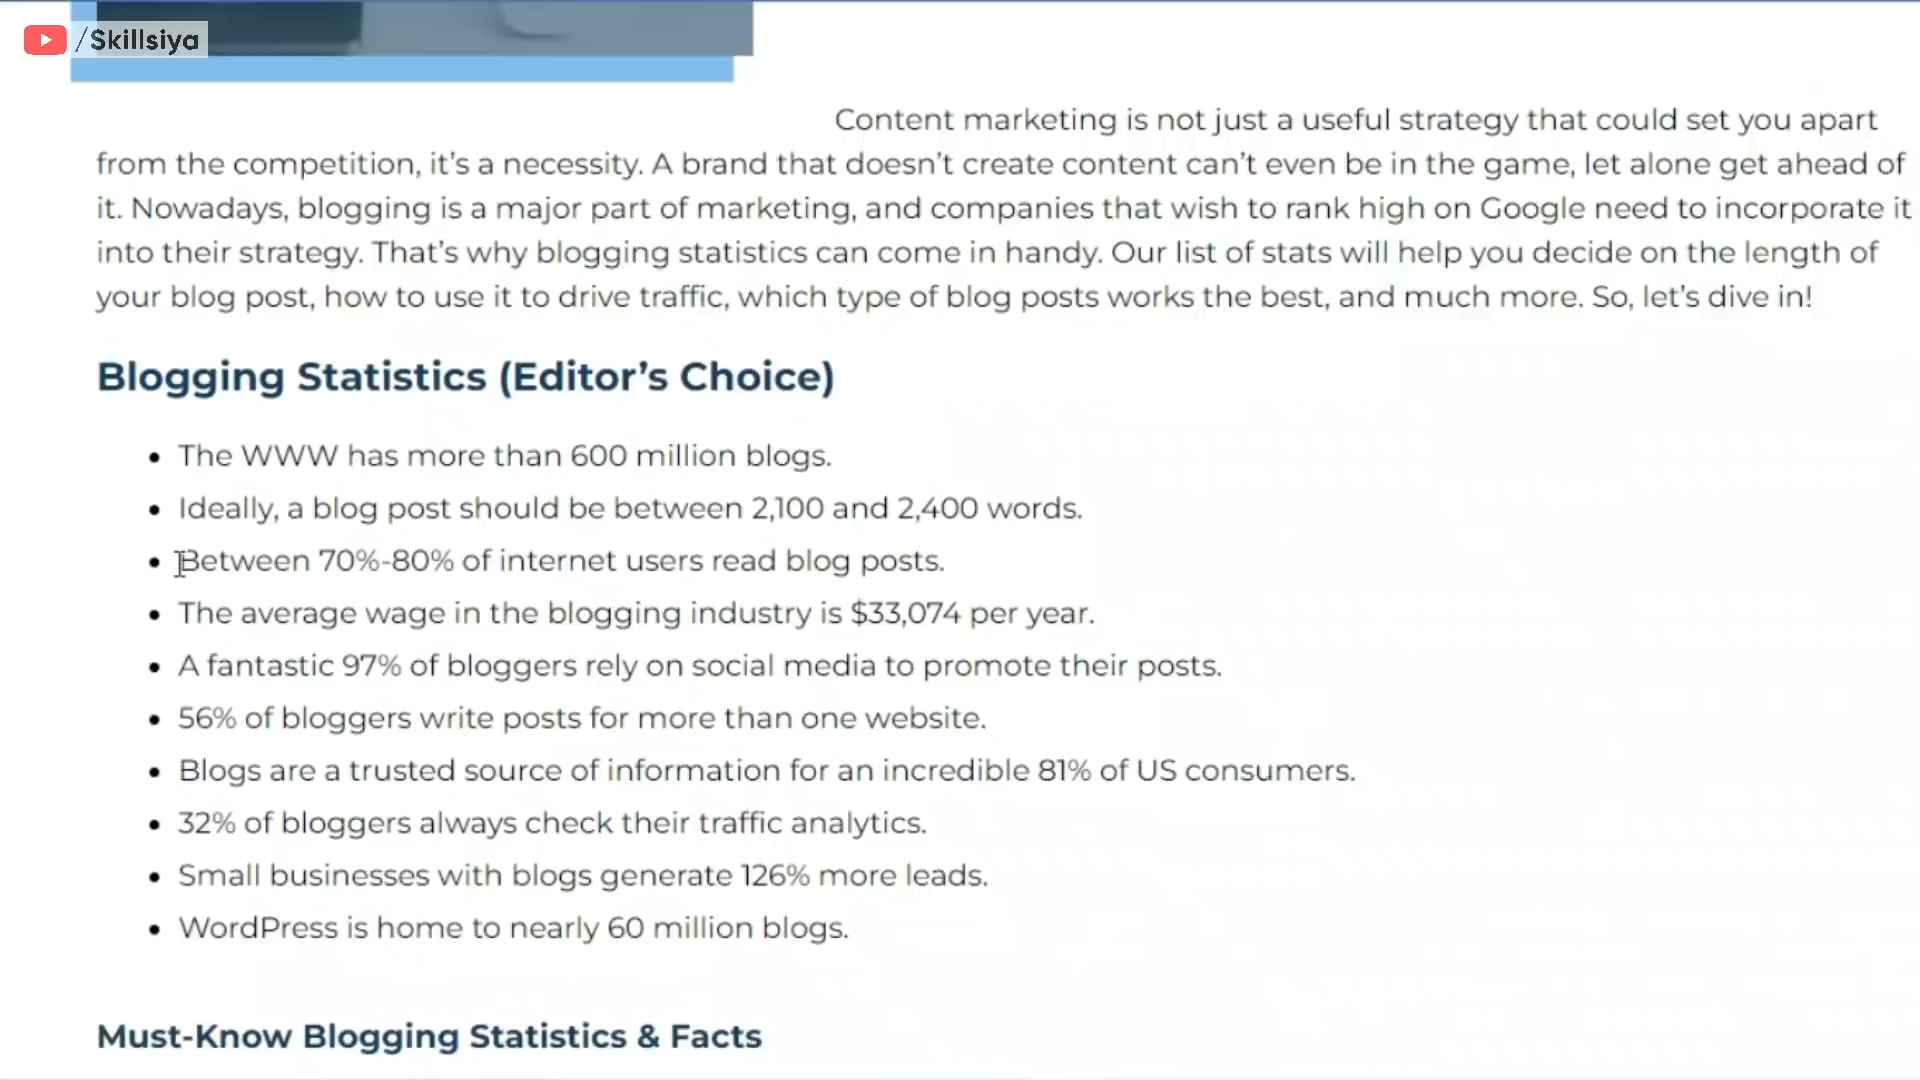 /Skillsiya
Content marketing is not just a useful strategy that could set you apart
from the competition, it's a necessity. A brand that doesn't create content can't even be in the game, let alone get ahead of
it. Nowadays, blogging is a major part of marketing, and companies that wish to rank high on Google need to incorporate it
into their strategy. That's why blogging statistics can come in handy. Our list of stats will help you decide on the length of
your blog post, how to use it to drive traffic, which type of blog posts works the best, and much more. So, let's dive in!
Blogging Statistics (Editor's Choice)
• The WWW has more than 600 million blogs.
• Ideally, a blog post should be between 2,100 and 2,400 words.
• Between 70%-80% of internet users read blog posts.
• The average wage in the blogging industry is $33,074 per year.
• A fantastic 97% of bloggers rely on social media to promote their posts.
• 56% of bloggers write posts for more than one website.
• Blogs are a trusted source of information for an incredible 81% of US consumers.
• 32% of bloggers always check their traffic analytics.
• Small businesses with blogs generate 126% more leads.
• WordPress is home to nearly 60 million blogs.
Must-Know Blogging Statistics & Facts